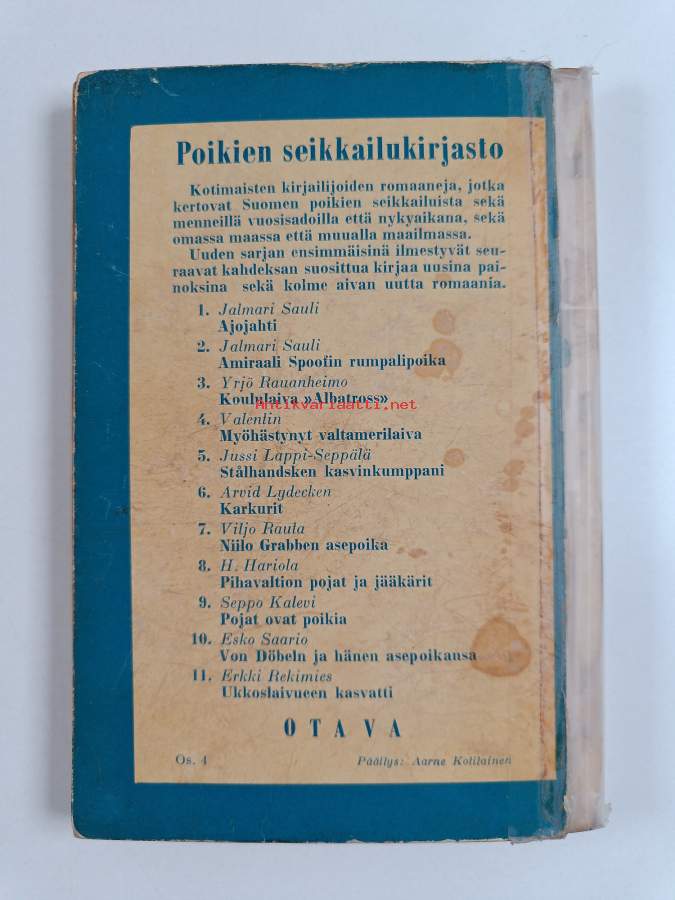 Poikien seikkailukirjasto
Kotimaisten kirjailijoiden romaaneja, jotka
kertovat Suomen poikien seikkailuista sekä
menneillä vuosisadoilla että nykyaikana, sekä
omassa maassa että muualla maailmassa.
Uuden sarjan ensimmäisinä ilmestyvät seu-
raavat kahdeksan suosittua kirjaa uusina pai-
noksina sekä kolme aivan uutta romaania.
1. Jalmari Sauli
Ajojahti
2. Jalmari Sauli
Amiraali Spoofin rumpalipoika
3. Yrjö Rauanheimo
Koululaiva »Albatross»
Antikvariaatti.net
4. Valentin
Myöhästynyt valtamerilaiva
5. Jussi Lappi-Seppälä
Stålhandsken kasvinkumppani
6. Arvid Lydecken
Karkurit
7. Viljo Rauta
Niilo Grabben asepoika
8. H. Hariola
Pihavaltion pojat ja jääkärit
9. Seppo Kalevi
Pojat ovat poikia
10. Esko Saario
Von Döbeln ja hänen asepoikansa
11. Erkki Rekimies
Ukkoslaivueen kasvatti
OTAVA
Os. 4 Päällys: Aarne Kotilainen